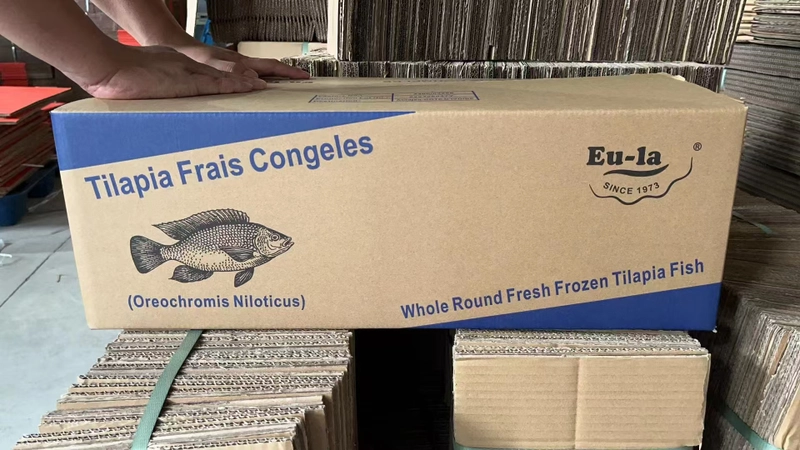 Tilapia Frais Congeles
Eu-la ®
SINCE 1973
(Oreochromis Niloticus)
Whole Round Fresh Frozen Tilapia Fish